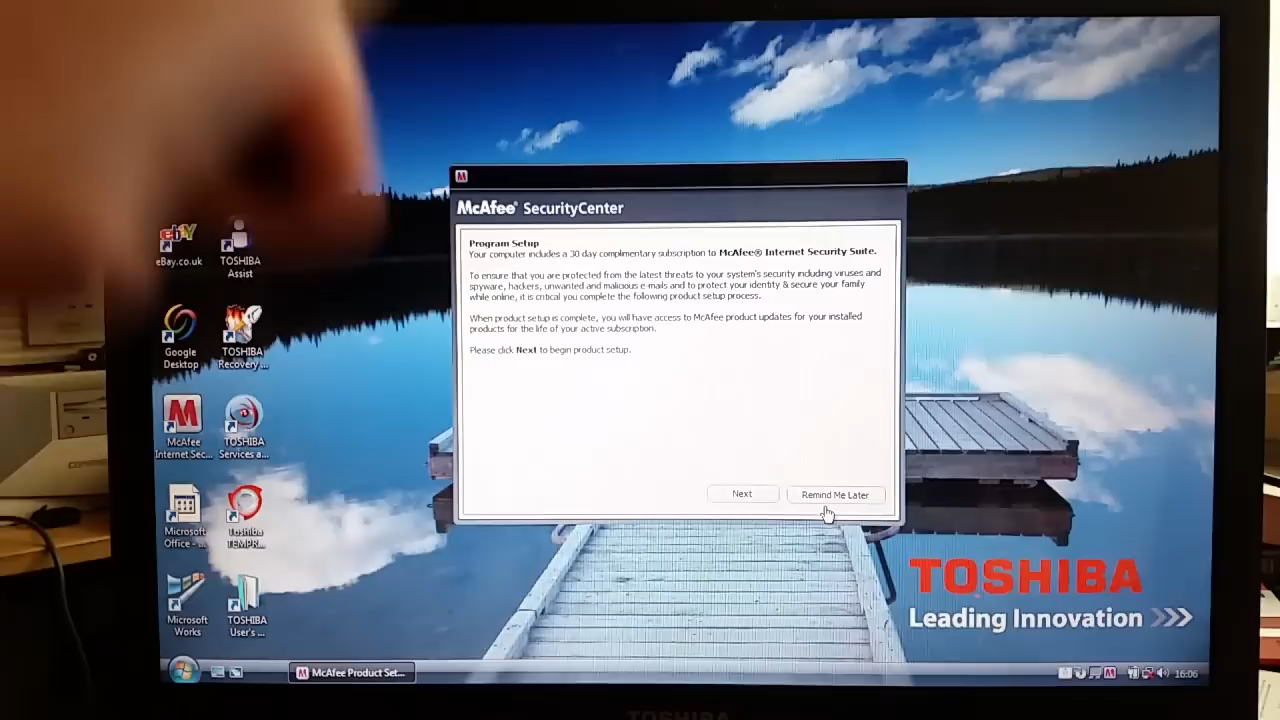 McAfee® SecurityCenter
Program Setup
Your computer includes a 30 day complimentary subscription to McAfee® Internet Security Suite.
To ensure that you are protected from the latest threats to your system's security including viruses and
spyware, hackers, unwanted and malicious e-mails and to protect your identity & secure your family
while online, it is critical you complete the following product setup process.
When product setup is complete, you will have access to McAfee product updates for your installed
products for the life of your active subscription.
Please click Next to begin product setup.
Next
Remind Me Later
ebY
eBay.co.uk
TOSHIBA
Assist
Google
Desktop
TOSHIBA
Recovery ...
McAfee
Internet Sec...
TOSHIBA
Services a...
Microsoft
Office - ...
Toshiba
TEMPR...
Microsoft
Works
TOSHIBA
User's ...
TOSHIBA
Leading Innovation >>>
McAfee Product Set...
16:06
TOSHIBA